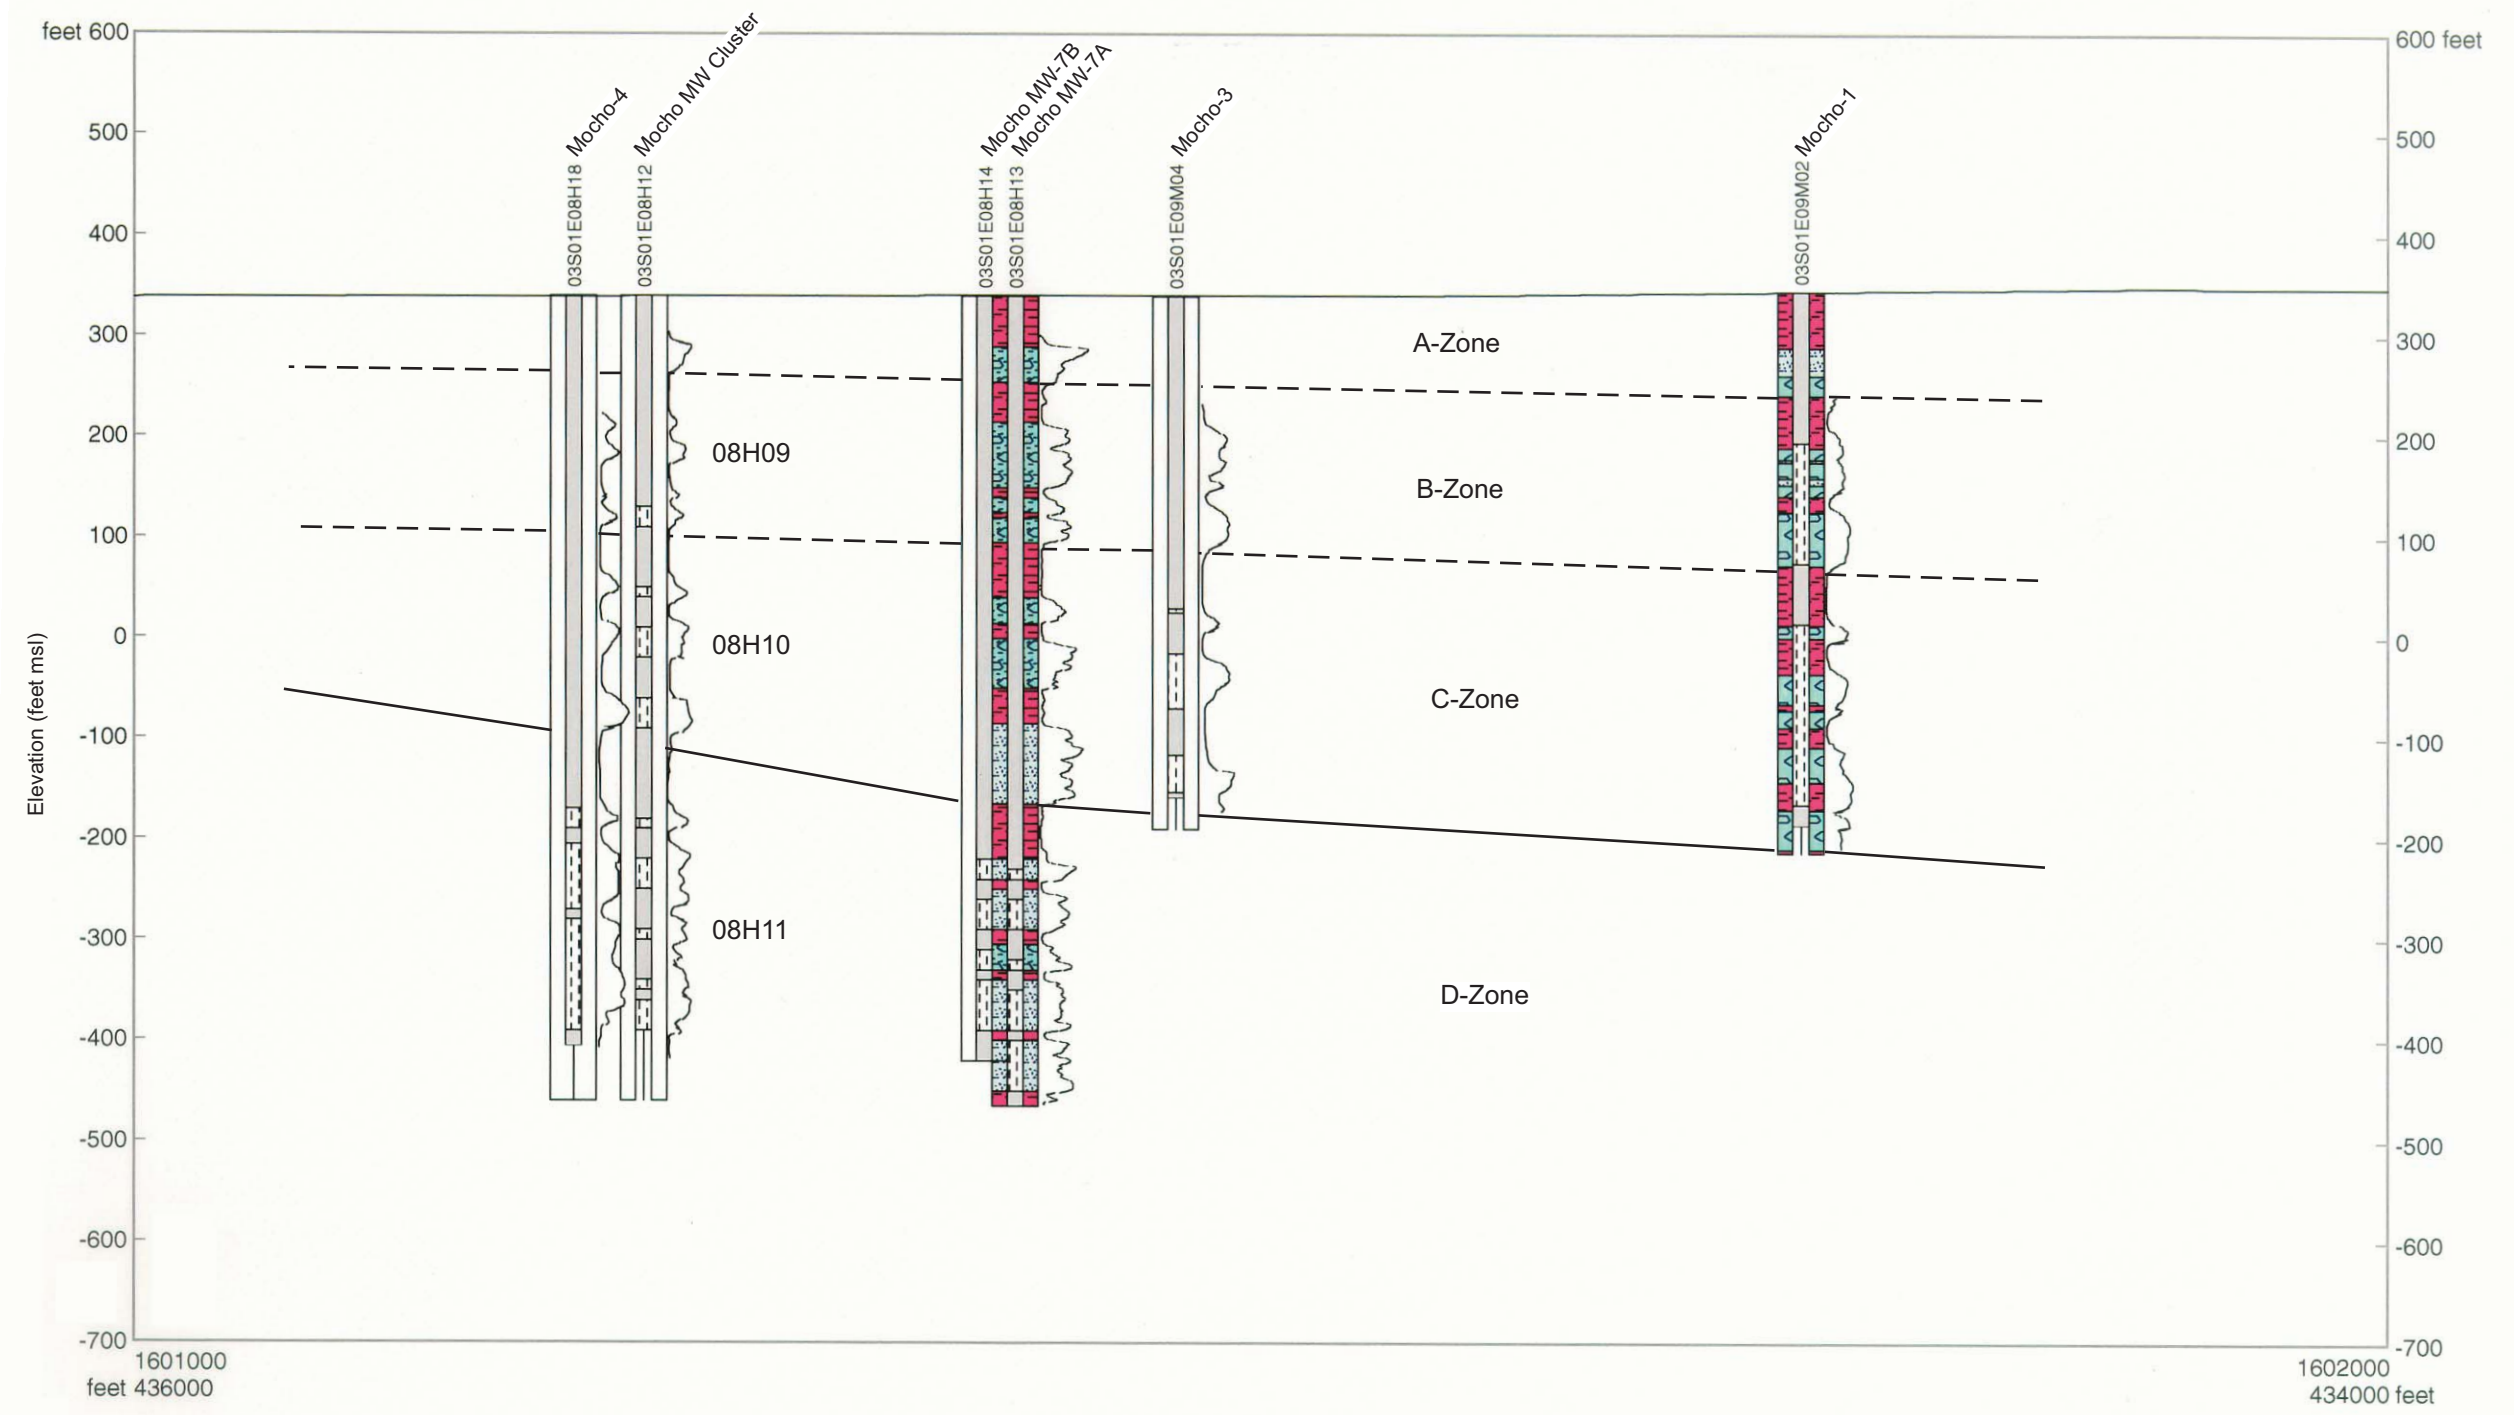 feet 600
600 feet
Mocho-4
Mocho MW Cluster
Mocho MW-7B
Mocho MW-7A
Mocho-3
Mocho-1
03S01E08H18
03S01E08H12
03S01E08H14
03S01E08H13
03S01E09M04
03S01E09M02
500
500
400
400
300
300
A-Zone
200
200
08H09
B-Zone
100
100
0
0
08H10
C-Zone
Elevation (feet msl)
-100
-100
-200
-200
-300
-300
08H11
D-Zone
-400
-400
-500
-500
-600
-600
-700
-700
1601000
feet 436000
1602000
434000 feet